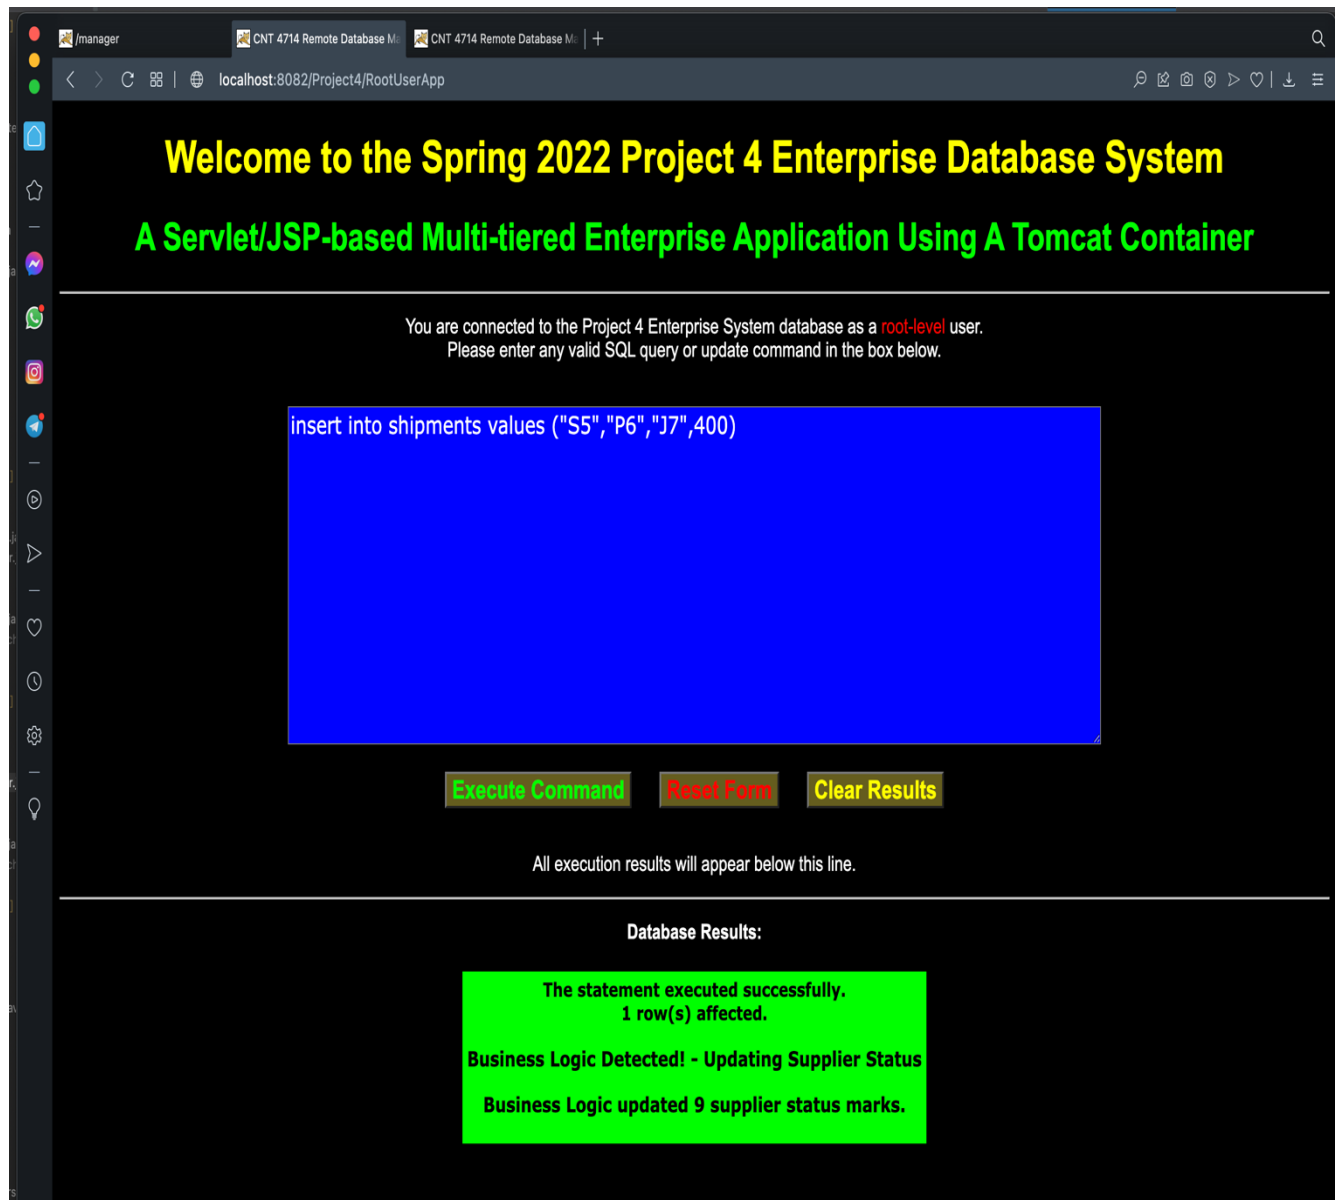 /manager
CNT 4714 Remote Database Ma
CNT 4714 Remote Database Ma
localhost:8082/Project4/RootUserApp
Welcome to the Spring 2022 Project 4 Enterprise Database System
A Servlet/JSP-based Multi-tiered Enterprise Application Using A Tomcat Container
You are connected to the Project 4 Enterprise System database as a root-level user.
Please enter any valid SQL query or update command in the box below.
insert into shipments values ("S5","P6","J7",400)
Execute Command
Reset Form
Clear Results
All execution results will appear below this line.
Database Results:
The statement executed successfully.
1 row(s) affected.
Business Logic Detected! - Updating Supplier Status
Business Logic updated 9 supplier status marks.